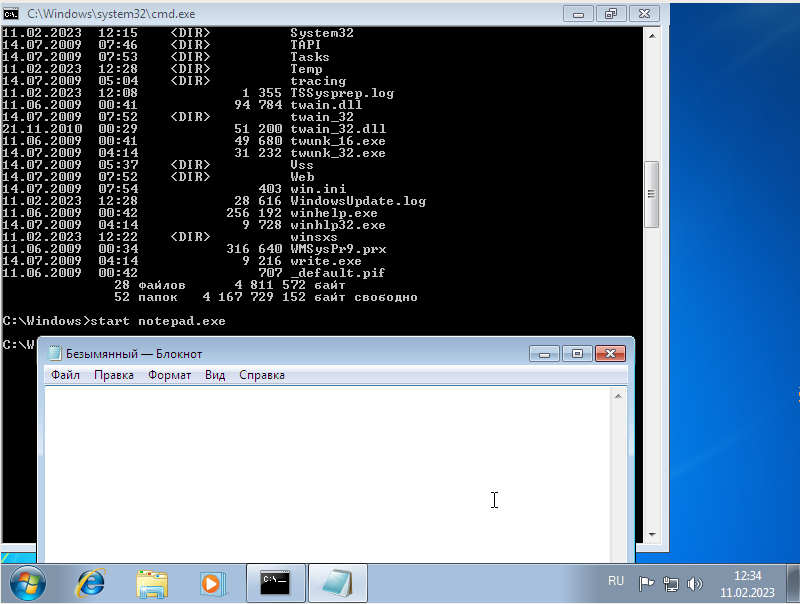 C:\Windows\system32\cmd.exe
11.02.2023  12:15    <DIR>          System32
14.07.2009  07:46    <DIR>          TAPI
14.07.2009  07:53    <DIR>          Tasks
11.02.2023  12:28    <DIR>          Temp
14.07.2009  05:04    <DIR>          tracing
11.02.2023  12:08             1 355 TSSysprep.log
11.06.2009  00:41            94 784 twain.dll
14.07.2009  07:52    <DIR>          twain_32
21.11.2010  00:29            51 200 twain_32.dll
11.06.2009  00:41            49 680 twunk_16.exe
14.07.2009  04:14            31 232 twunk_32.exe
14.07.2009  05:37    <DIR>          Vss
14.07.2009  07:52    <DIR>          Web
14.07.2009  07:54               403 win.ini
11.02.2023  12:28            28 616 WindowsUpdate.log
11.06.2009  00:42           256 192 winhelp.exe
14.07.2009  04:14             9 728 winhlp32.exe
11.02.2023  12:22    <DIR>          winsxs
11.06.2009  00:34           316 640 WMSysPr9.prx
14.07.2009  04:14             9 216 write.exe
11.06.2009  00:42               707 _default.pif
28 файлов      4 811 572 байт
52 папок   4 167 729 152 байт свободно
C:\Windows>start notepad.exe
C:\W
Безымянный — Блокнот
Файл Правка Формат Вид Справка
C:\_
RU
12:34
11.02.2023